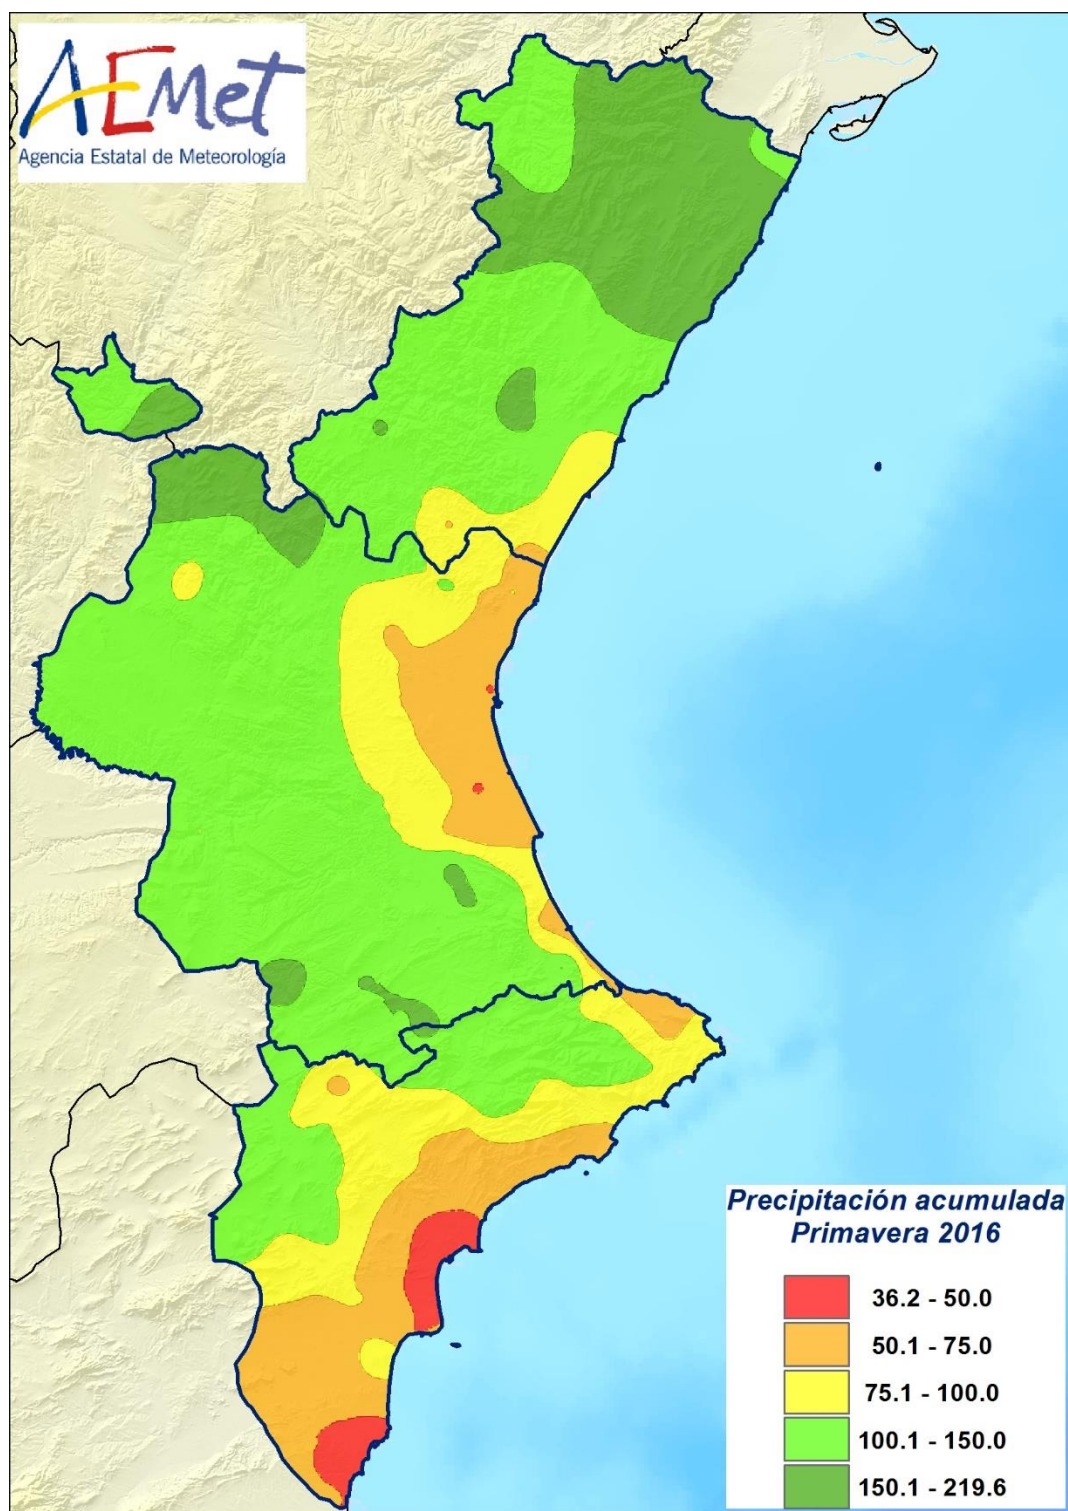 AEMet
Agencia Estatal de Meteorología
Precipitación acumulada
Primavera 2016
36.2 - 50.0
50.1 - 75.0
75.1 - 100.0
100.1 - 150.0
150.1 - 219.6